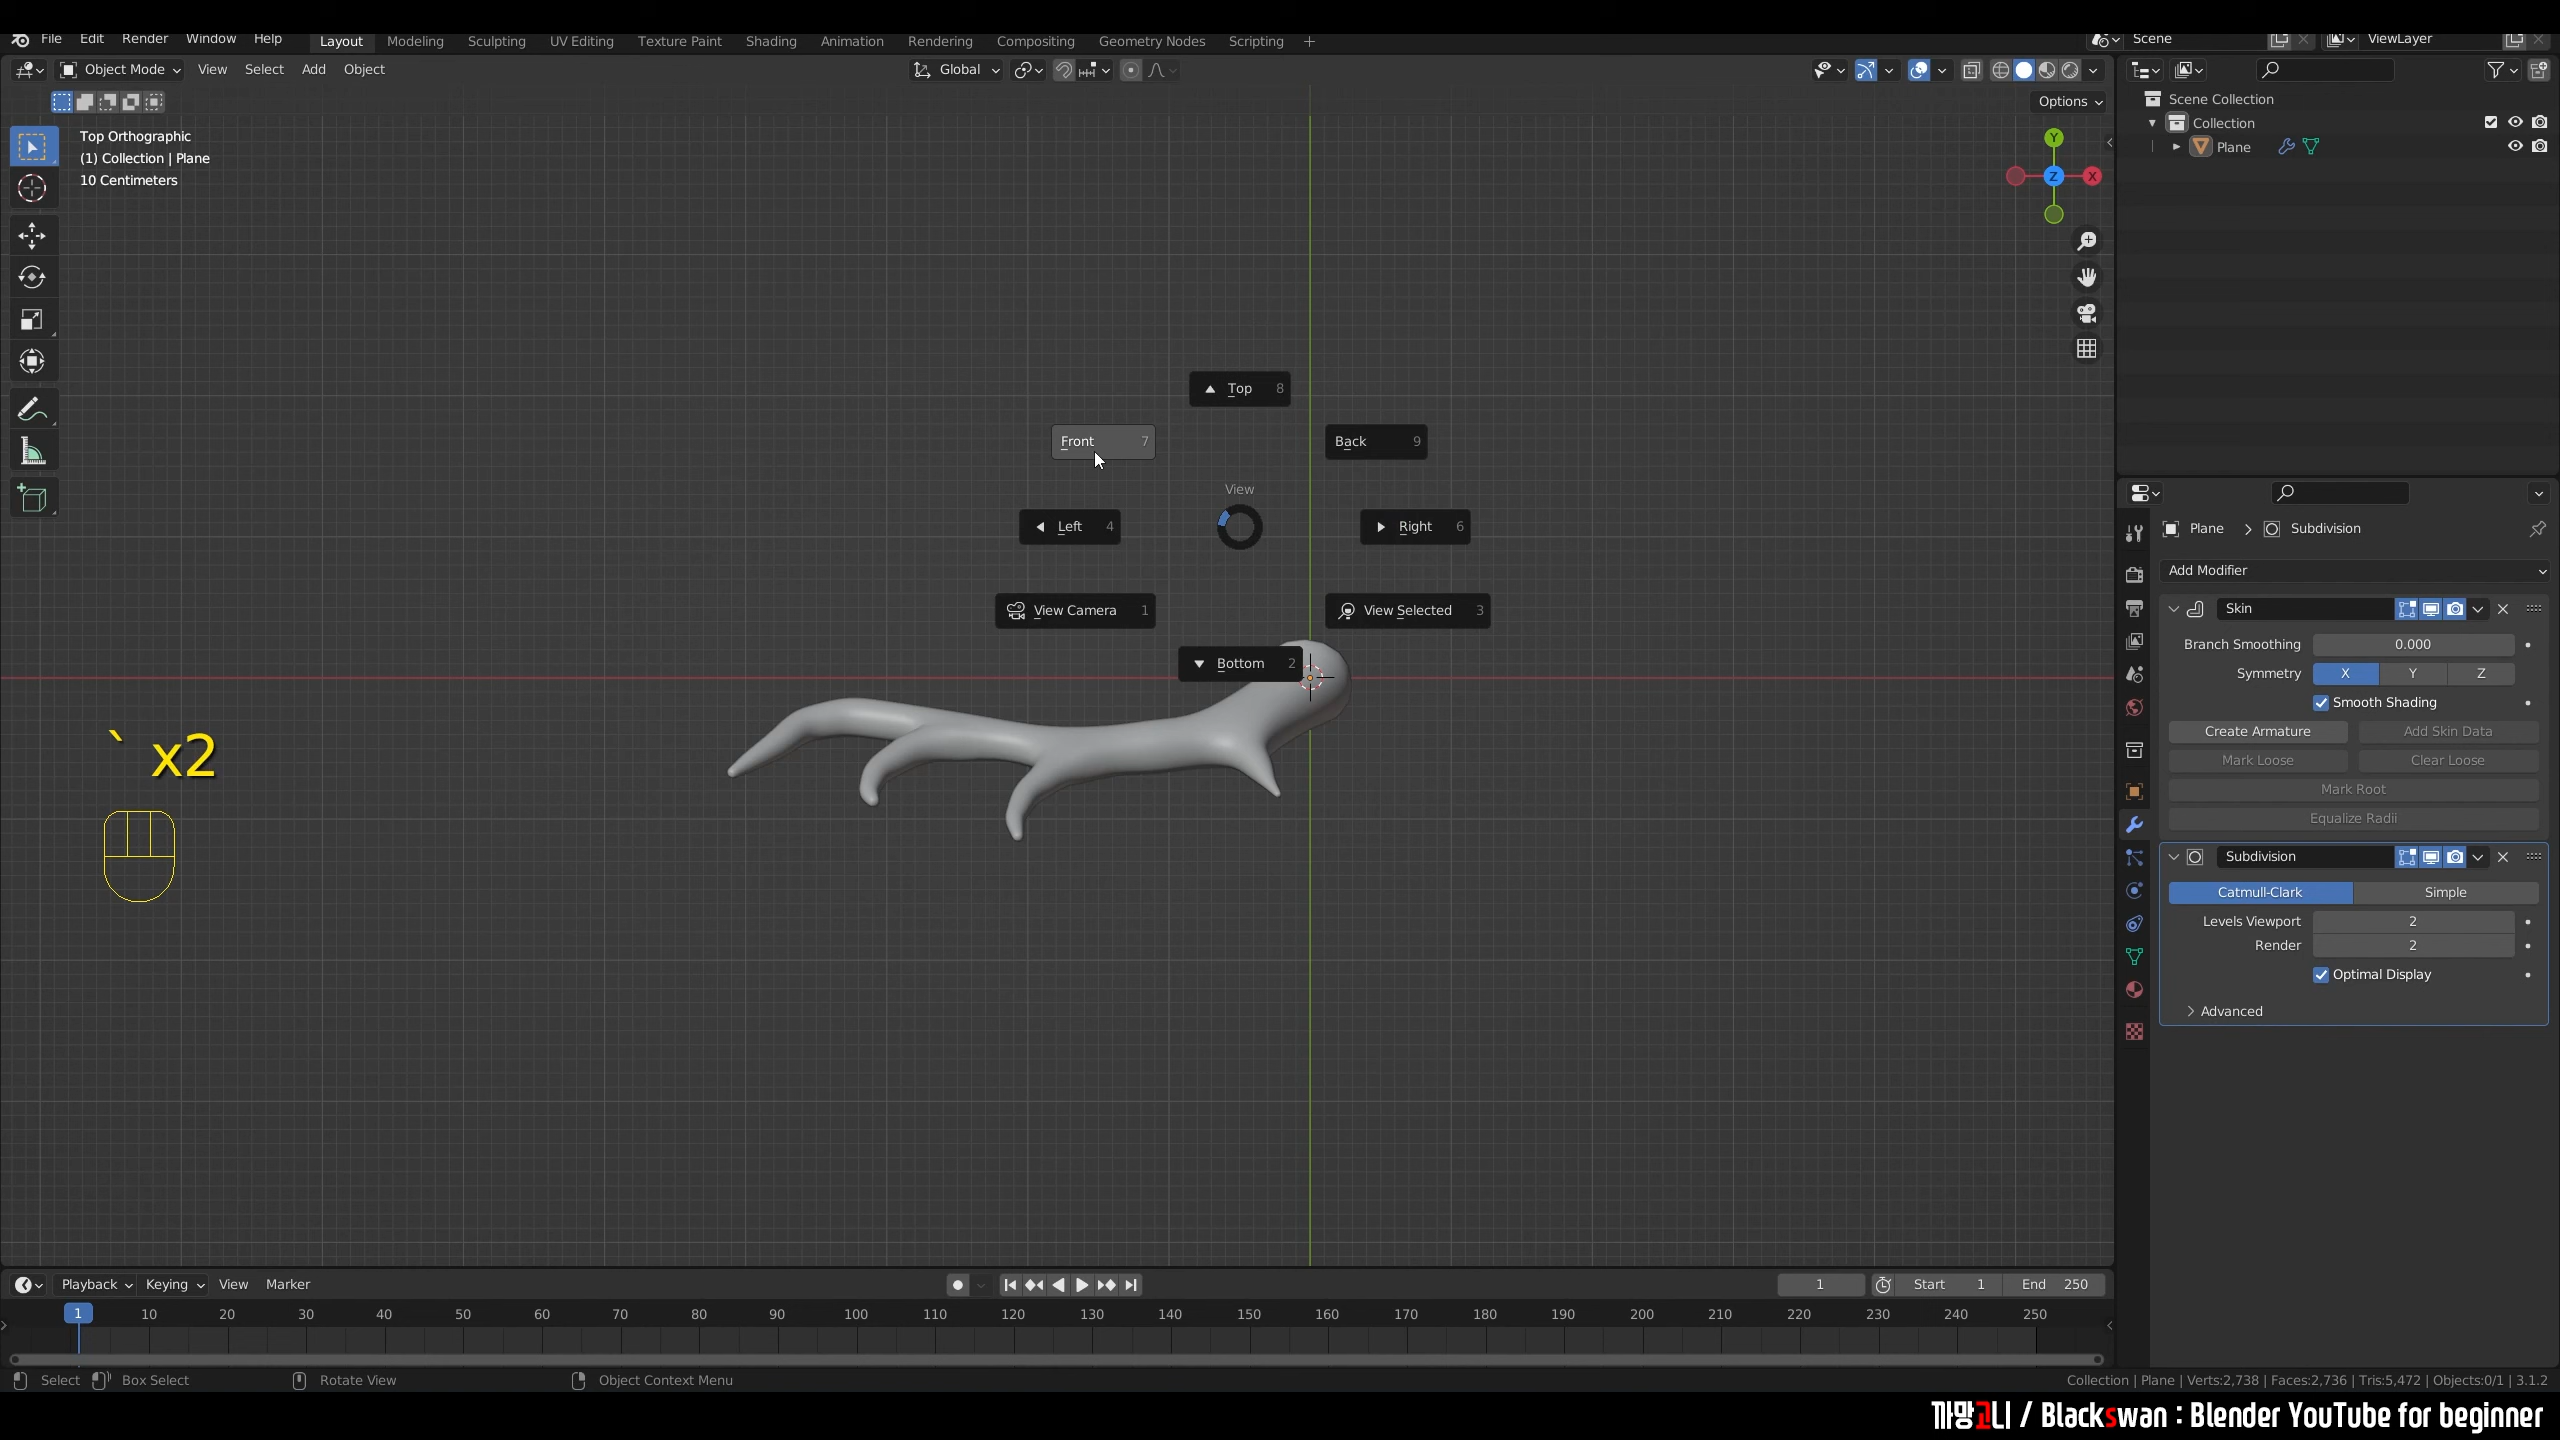 File Edit Render Window Help Layout Modeling Sculpting UV Editing Texture Paint Shading Animation Rendering Compositing Geometry Nodes Scripting + Scene ViewLayer
Object Mode View Select Add Object Global
Options
Top Orthographic
(1) Collection | Plane
10 Centimeters
Y
Z X
Scene Collection
Collection
Plane
Top 8
Front 7
Back 9
View
Left 4
Right 6
View Camera 1
View Selected 3
Bottom 2
` x2
Plane > Subdivision
Add Modifier
Skin
Branch Smoothing 0.000
Symmetry X Y Z
Smooth Shading
Create Armature Add Skin Data
Mark Loose Clear Loose
Mark Root
Equalize Radii
Subdivision
Catmull-Clark Simple
Levels Viewport 2
Render 2
Optimal Display
Advanced
Playback Keying View Marker 1 Start 1 End 250
1 10 20 30 40 50 60 70 80 90 100 110 120 130 140 150 160 170 180 190 200 210 220 230 240 250
Select Box Select Rotate View Object Context Menu Collection | Plane | Verts:2,738 | Faces:2,736 | Tris:5,472 | Objects:0/1 | 3.1.2
까망고니 / Blackswan : Blender YouTube for beginner